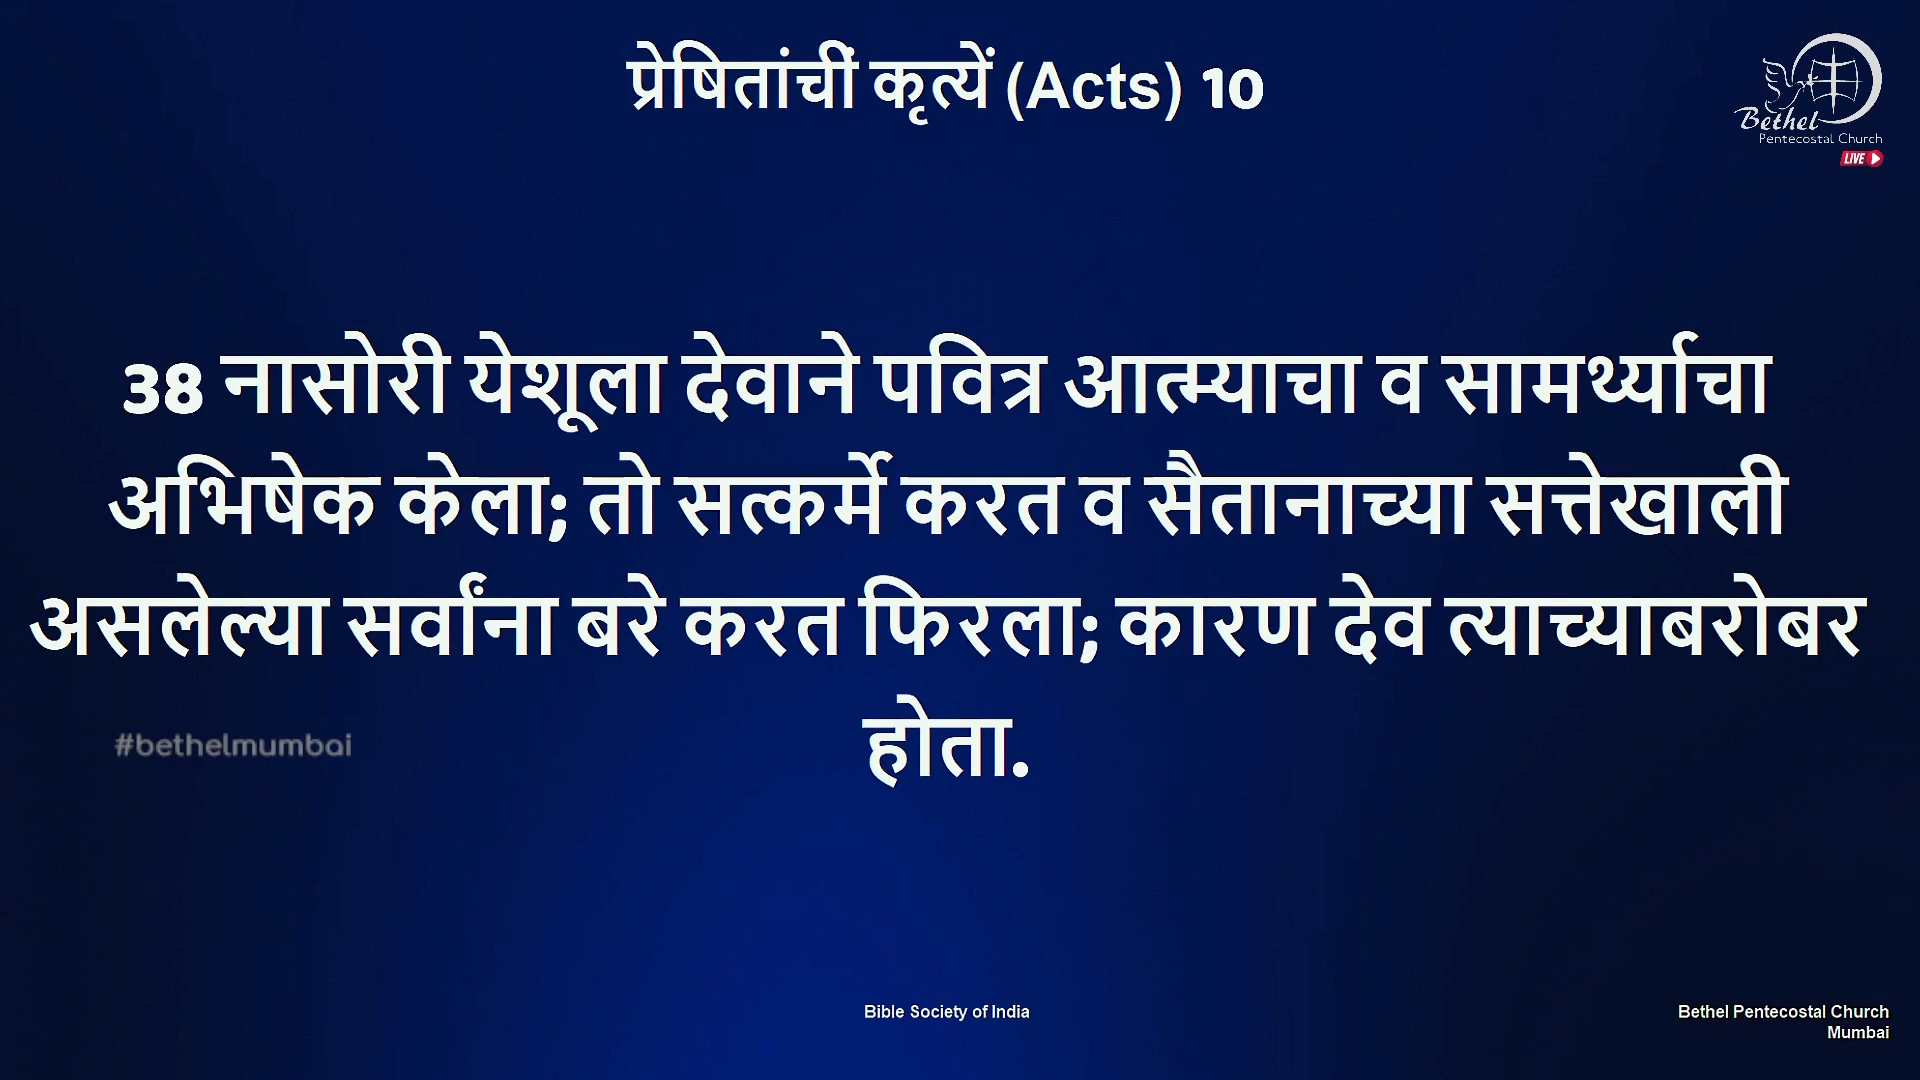 प्रेषितांचीं कृत्यें (Acts) 10
Bethel
Pentecostal Church
LIVE
38 नासोरी येशूला देवाने पवित्र आत्म्याचा व सामर्थ्याचा
अभिषेक केला; तो सत्कर्मे करत व सैतानाच्या सत्तेखाली
असलेल्या सर्वांना बरे करत फिरला; कारण देव त्याच्याबरोबर
होता.
#bethelmumbai
Bible Society of India
Bethel Pentecostal Church
Mumbai